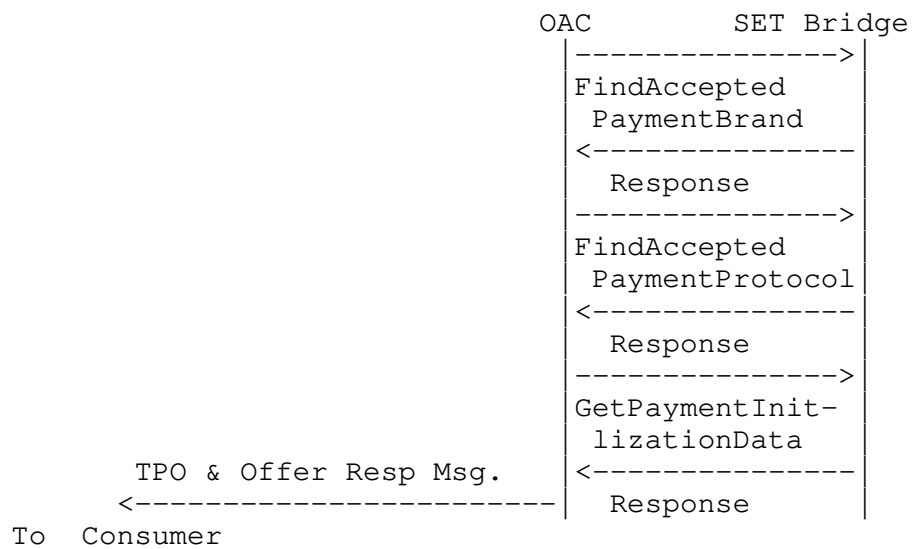 OAC SET Bridge
FindAccepted
PaymentBrand
Response
FindAccepted
PaymentProtocol
Response
GetPaymentInit-
lizationData
TPO & Offer Resp Msg.
Response
To Consumer